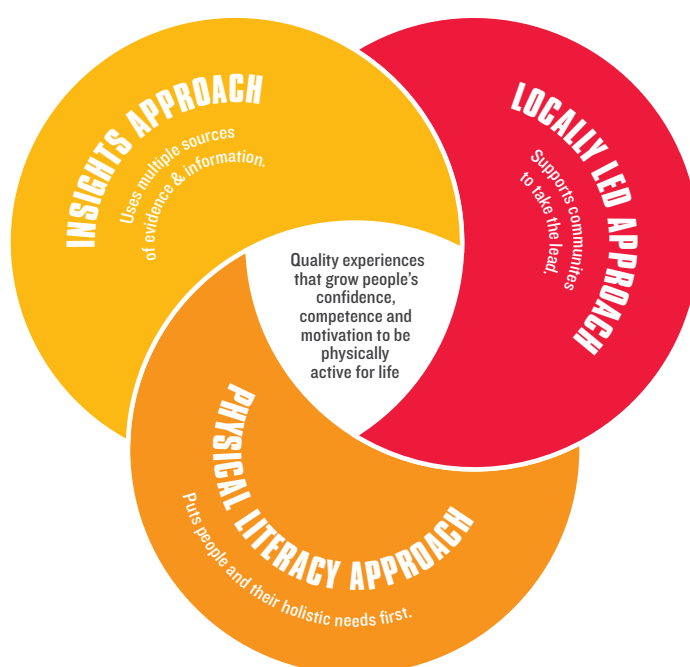 INSIGHTS APPROACH
Uses multiple sources
of evidence & information.
LOCALLY LED APPROACH
Supports communities
to take the lead.
Quality experiences
that grow people’s
confidence,
competence and
motivation to be
physically
active for life
PHYSICAL LITERACY APPROACH
Puts people and their holistic needs first.